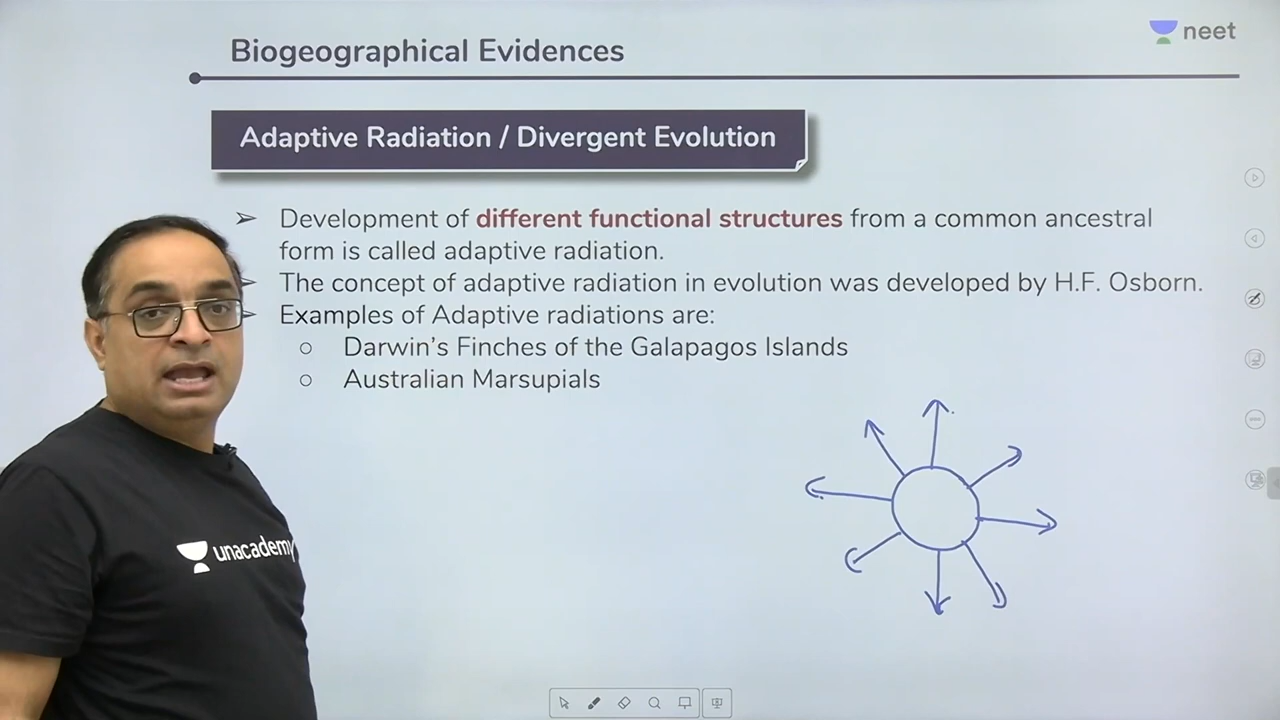 neet
Biogeographical Evidences
Adaptive Radiation / Divergent Evolution
➢ Development of different functional structures from a common ancestral
form is called adaptive radiation.
The concept of adaptive radiation in evolution was developed by H.F. Osborn.
Examples of Adaptive radiations are:
○ Darwin's Finches of the Galapagos Islands
○ Australian Marsupials
unacademy